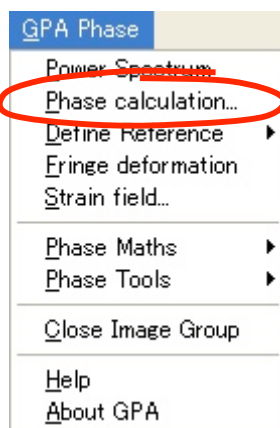 GPA Phase
Power Spectrum
Phase calculation...
Define Reference
Fringe deformation
Strain field...
Phase Maths
Phase Tools
Close Image Group
Help
About GPA